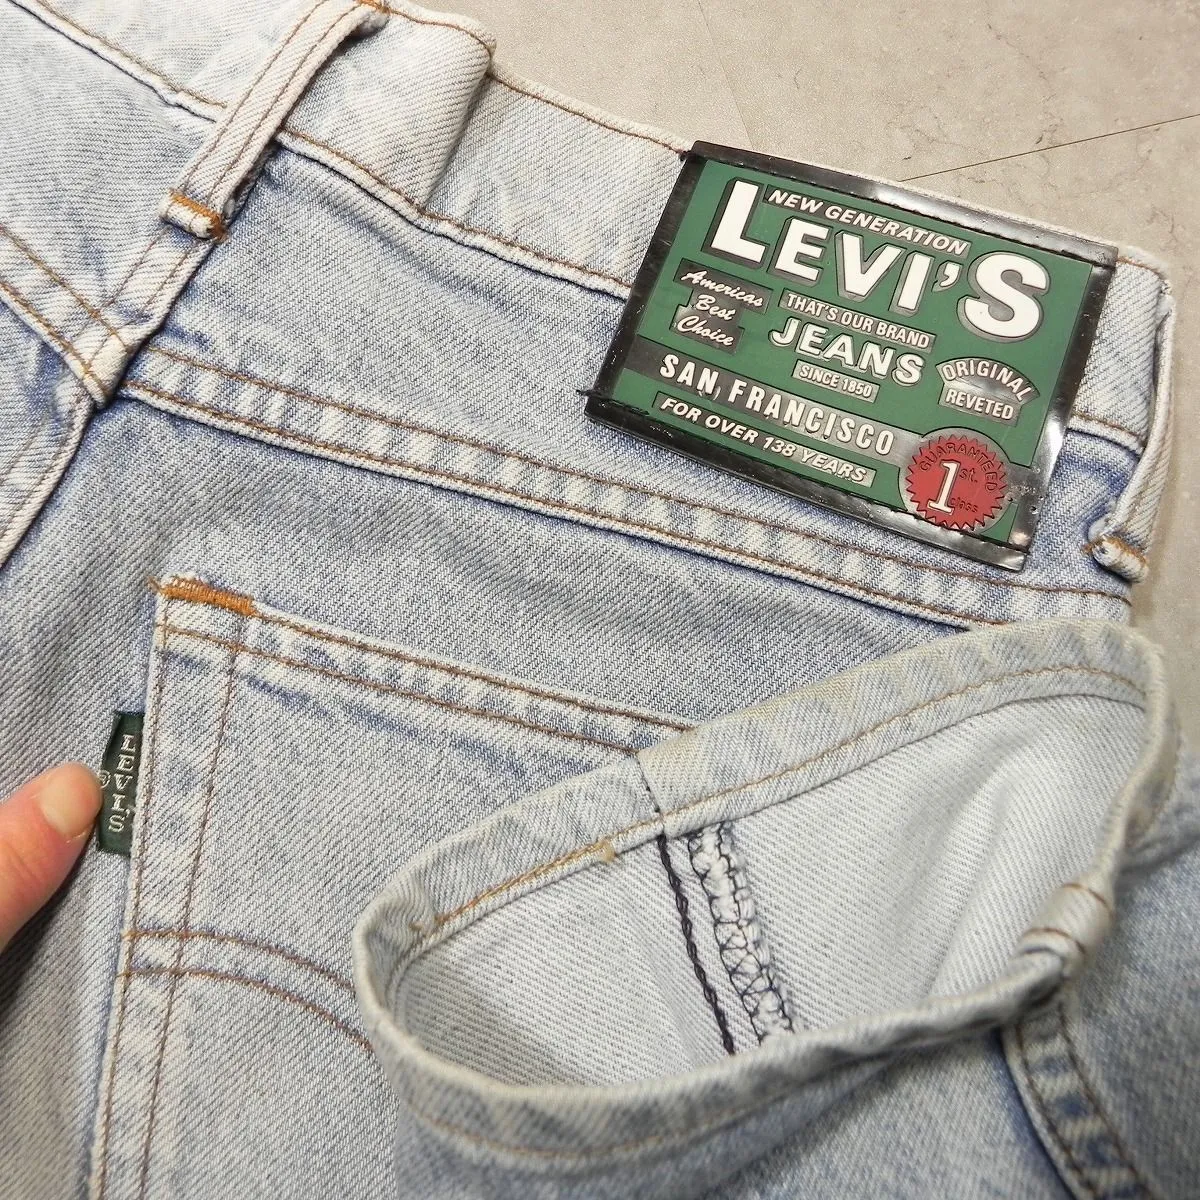 NEW GENERATION
LEVI'S
Americas
Best
Choice
THAT'S OUR BRAND
JEANS
SINCE 1850
ORIGINAL
REVETED
SAN, FRANCISCO
FOR OVER 138 YEARS
GUARANTEED
1st.
class
LEVI'S
®